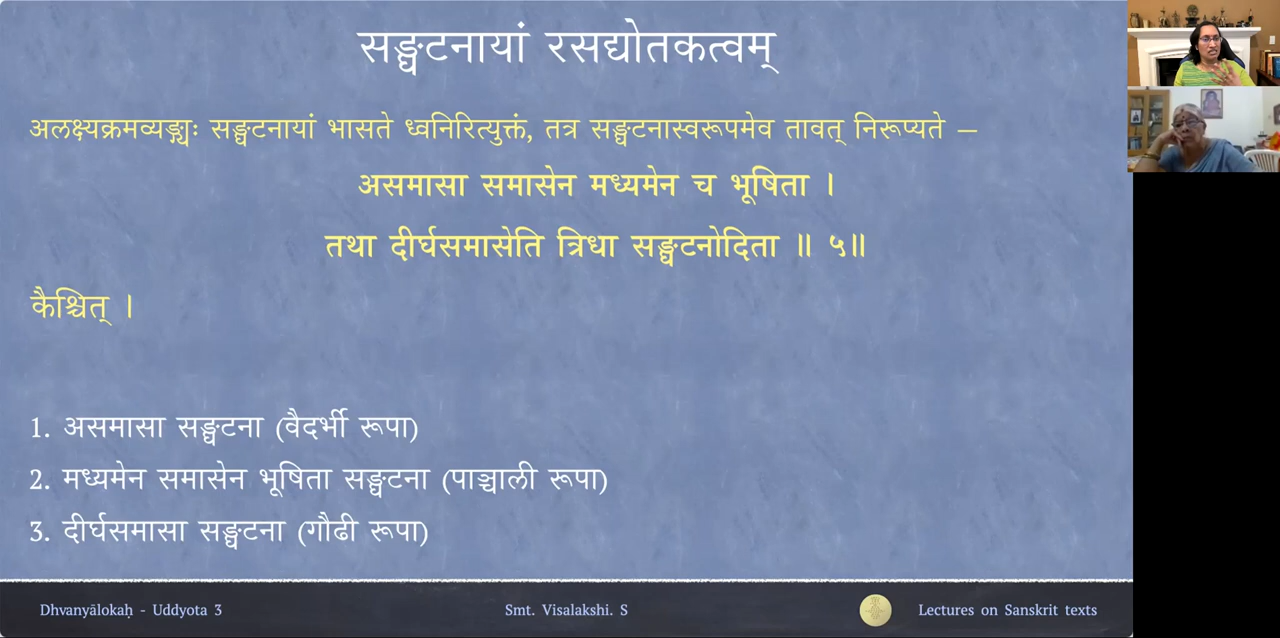 सङ्घटनायां रसद्योतकत्वम्
अलक्ष्यक्रमव्यङ्ग्यः सङ्घटनायां भासते ध्वनिरित्युक्तं, तत्र सङ्घटनास्वरूपमेव तावत् निरूप्यते –
असमासा समासेन मध्यमेन च भूषिता ।
तथा दीर्घसमासेति त्रिधा सङ्घटनोदिता ॥ ५॥
कैश्चित् ।
1. असमासा सङ्घटना (वैदर्भी रूपा)
2. मध्यमेन समासेन भूषिता सङ्घटना (पाञ्चाली रूपा)
3. दीर्घसमासा सङ्घटना (गौढी रूपा)
Dhvanyālokaḥ - Uddyota 3 Smt. Visalakshi. S Lectures on Sanskrit texts